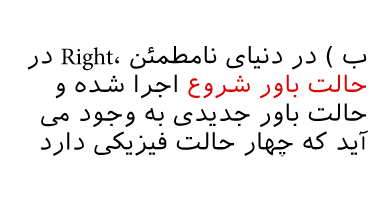 ب ) در دنیای نامطمئن ،Right در
حالت باور شروع اجرا شده و
حالت باور جدیدی به وجود می
آید که چهار حالت فیزیکی دارد